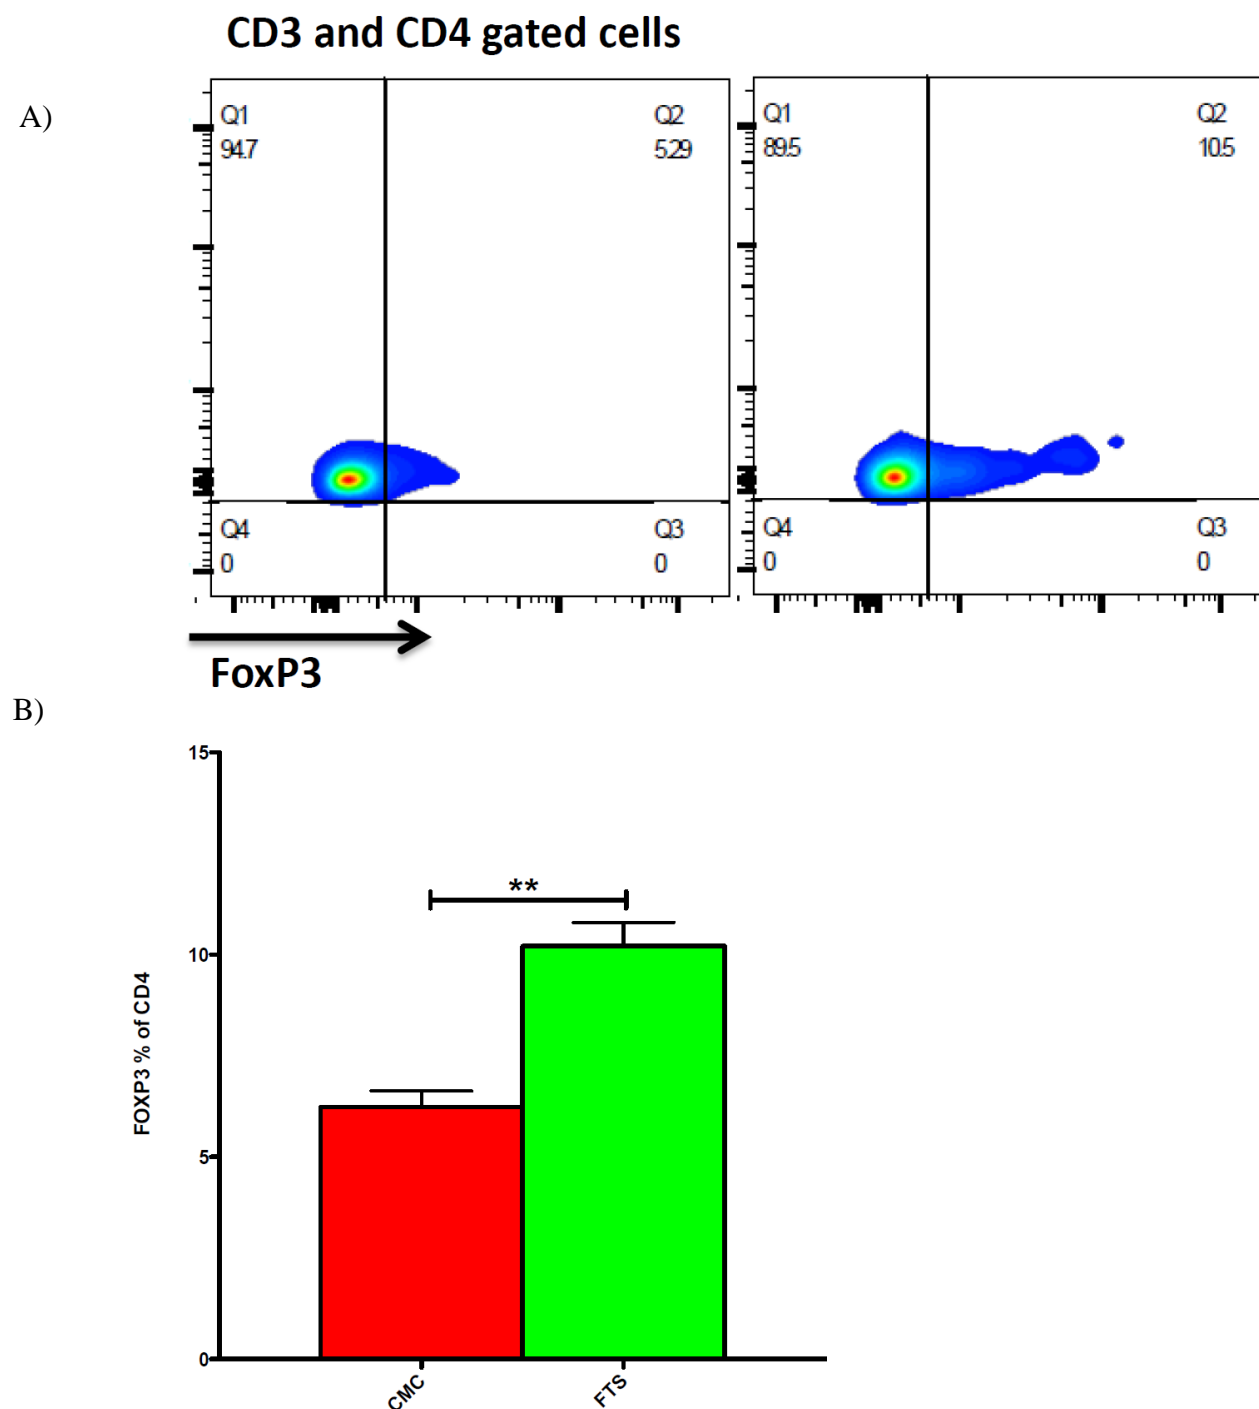 CD3 and CD4 gated cells
A)
Q1
94.7
Q2
5.29
Q1
89.5
Q2
10.5
Q4
0
Q3
0
Q4
0
Q3
0
FoxP3
B)
15
**
10
FOXP3 % of CD4
5
0
CMC
FTS